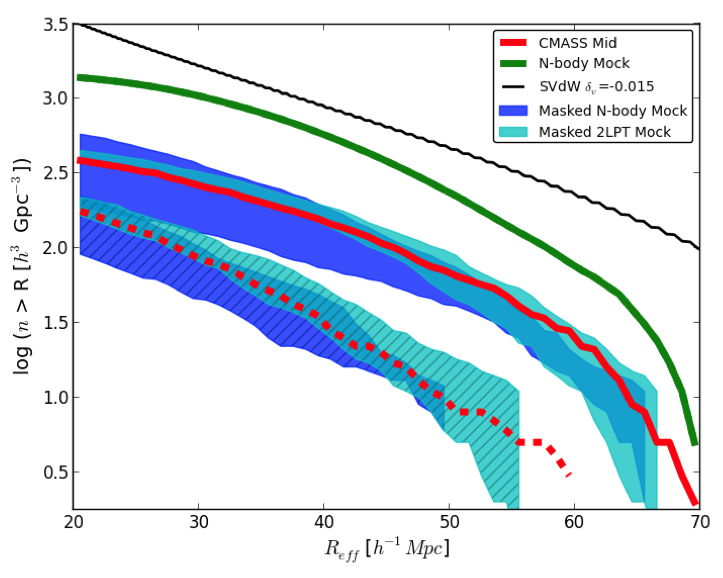 3.5
3.0
2.5
2.0
1.5
1.0
0.5
log (n > R [h³ Gpc⁻³])
CMASS Mid
N-body Mock
SVdW δᵥ=-0.015
Masked N-body Mock
Masked 2LPT Mock
20 30 40 50 60 70
R_eff [h⁻¹ Mpc]